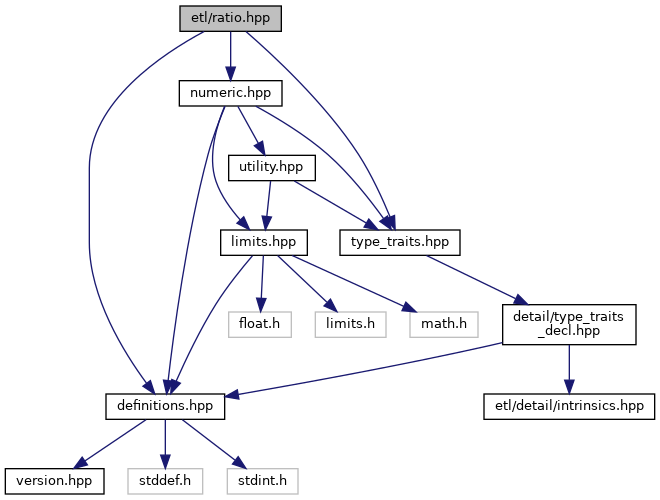 etl/ratio.hpp
numeric.hpp
utility.hpp
limits.hpp
type_traits.hpp
float.h
limits.h
math.h
detail/type_traits
_decl.hpp
definitions.hpp
etl/detail/intrinsics.hpp
version.hpp
stddef.h
stdint.h